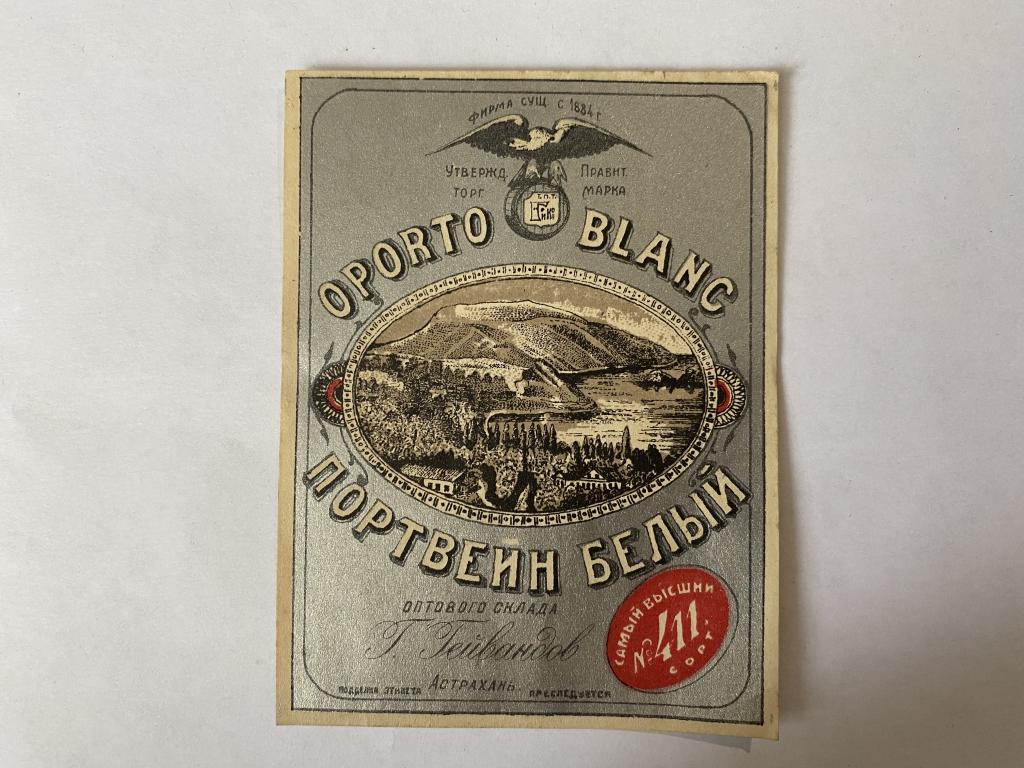 ФИРМА СУЩ. С 1884 г.
УТВЕРЖД. ПРАВИТ.
ТОРГ. МАРКА
OPORTO BLANC
ПОРТВЕЙН БЕЛЫЙ
ОПТОВОГО СКЛАДА
Г. Гейвандов
АСТРАХАНЬ
ПОДДЕЛКА ЭТИКЕТА ПРЕСЛЕДУЕТСЯ
САМЫЙ ВЫСШИЙ
№ 411
СОРТ